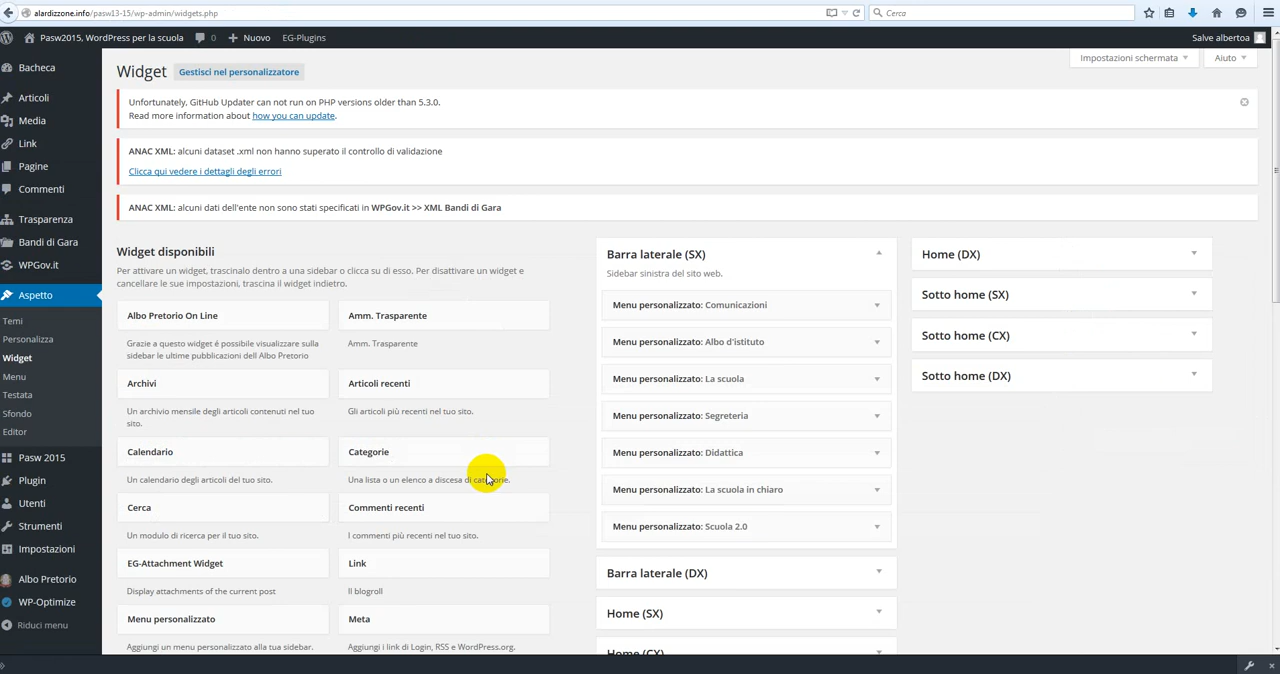 alardizzone.info/pasw13-15/wp-admin/widgets.php
Cerca
Pasw2015, WordPress per la scuola
0
Nuovo
EG-Plugins
Salve albertoa
Bacheca
Articoli
Media
Link
Pagine
Commenti
Trasparenza
Bandi di Gara
WPGov.it
Aspetto
Temi
Personalizza
Widget
Menu
Testata
Sfondo
Editor
Pasw 2015
Plugin
Utenti
Strumenti
Impostazioni
Albo Pretorio
WP-Optimize
Riduci menu
Impostazioni schermata
Aiuto
Widget
Gestisci nel personalizzatore
Unfortunately, GitHub Updater can not run on PHP versions older than 5.3.0.
Read more information about how you can update.
ANAC XML: alcuni dataset .xml non hanno superato il controllo di validazione
Clicca qui vedere i dettagli degli errori
ANAC XML: alcuni dati dell'ente non sono stati specificati in WPGov.it >> XML Bandi di Gara
Widget disponibili
Per attivare un widget, trascinalo dentro a una sidebar o clicca su di esso. Per disattivare un widget e
cancellare le sue impostazioni, trascina il widget indietro.
Albo Pretorio On Line
Grazie a questo widget é possibile visualizzare sulla
sidebar le ultime pubblicazioni dell Albo Pretorio
Amm. Trasparente
Amm. Trasparente
Archivi
Un archivio mensile degli articoli contenuti nel tuo
sito.
Articoli recenti
Gli articoli più recenti nel tuo sito.
Calendario
Un calendario degli articoli del tuo sito.
Categorie
Una lista o un elenco a discesa di categorie.
Cerca
Un modulo di ricerca per il tuo sito.
Commenti recenti
I commenti più recenti nel tuo sito.
EG-Attachment Widget
Display attachments of the current post
Link
Il blogroll
Menu personalizzato
Aggiungi un menu personalizzato alla tua sidebar.
Meta
Aggiungi i link di Login, RSS e WordPress.org.
Barra laterale (SX)
Sidebar sinistra del sito web.
Menu personalizzato: Comunicazioni
Menu personalizzato: Albo d'istituto
Menu personalizzato: La scuola
Menu personalizzato: Segreteria
Menu personalizzato: Didattica
Menu personalizzato: La scuola in chiaro
Menu personalizzato: Scuola 2.0
Barra laterale (DX)
Home (SX)
Home (CX)
Home (DX)
Sotto home (SX)
Sotto home (CX)
Sotto home (DX)